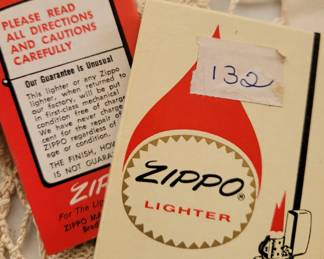 PLEASE READ
ALL DIRECTIONS
AND CAUTIONS
CAREFULLY
Our Guarantee is Unusual
This lighter or any Zippo
lighter, when returned to
our factory, will be put
in first-class mechanical
condition free of charge
We have never charg
cent for the repair of
ZIPPO regardless of
age or condition.
THE FINISH, HOW
IS NOT GUARA
ZIP
For The Li
ZIPPO MA
Brad
132
ZIPPO®
LIGHTER